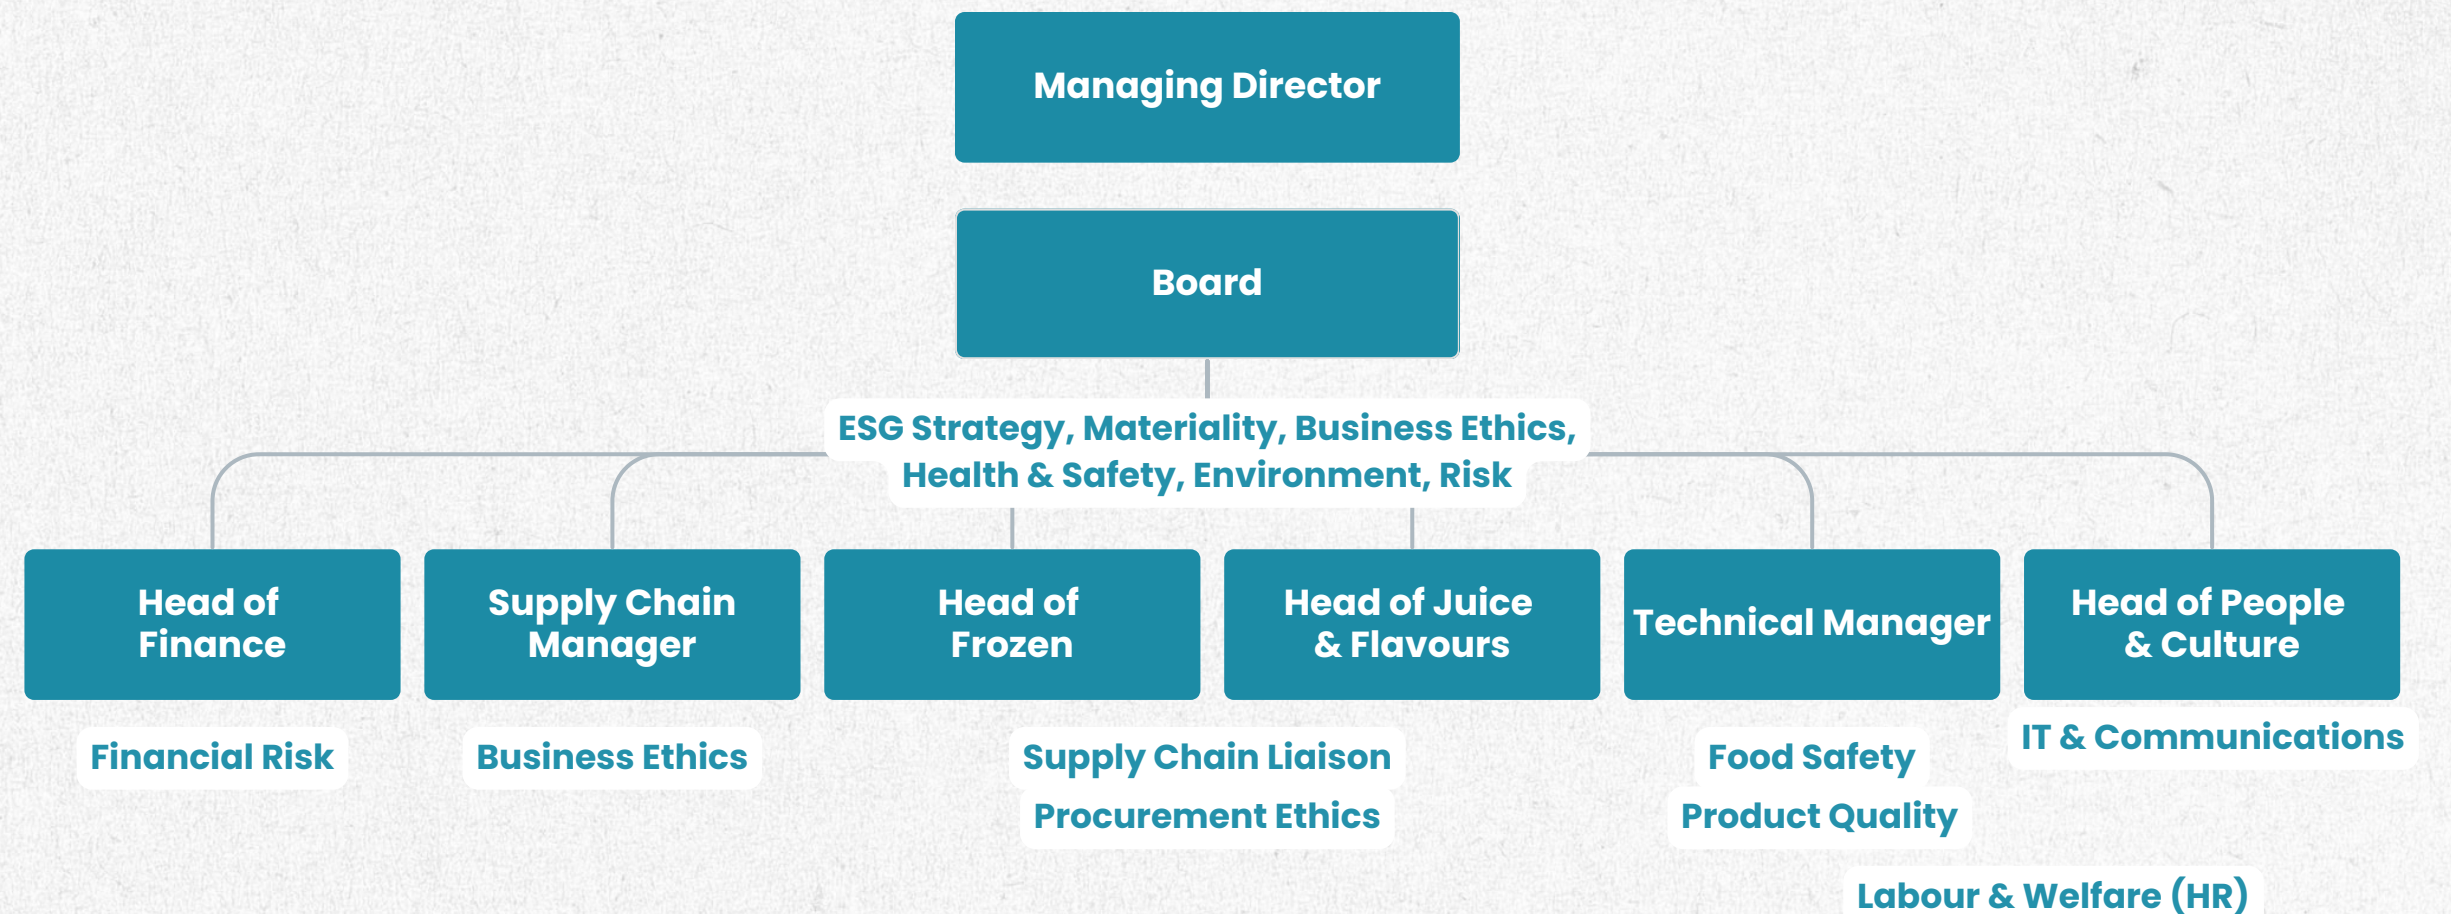 Managing Director
Board
ESG Strategy, Materiality, Business Ethics,
Health & Safety, Environment, Risk
Head of
Finance
Supply Chain
Manager
Head of
Frozen
Head of Juice
& Flavours
Technical Manager
Head of People
& Culture
Financial Risk
Business Ethics
Supply Chain Liaison
Procurement Ethics
Food Safety
Product Quality
IT & Communications
Labour & Welfare (HR)